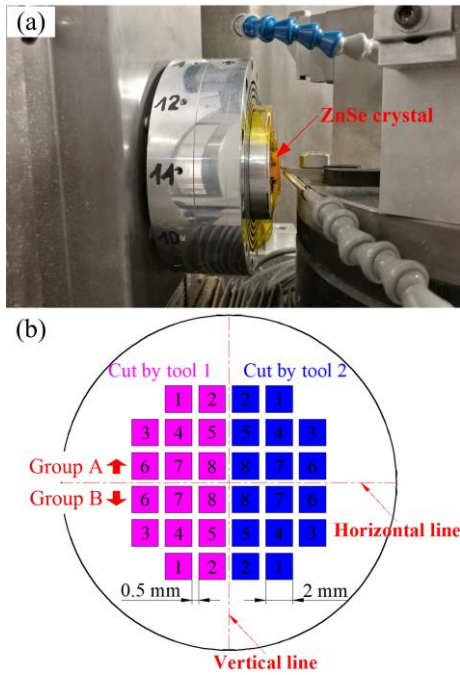 (a)
ZnSe crystal
12
11
10
(b)
Cut by tool 1 Cut by tool 2
1 2 2 1
3 4 5 5 4 3
Group A 6 7 8 8 7 6
Group B 6 7 8 8 7 6
3 4 5 5 4 3
Horizontal line
1 2 2 1
0.5 mm 2 mm
Vertical line